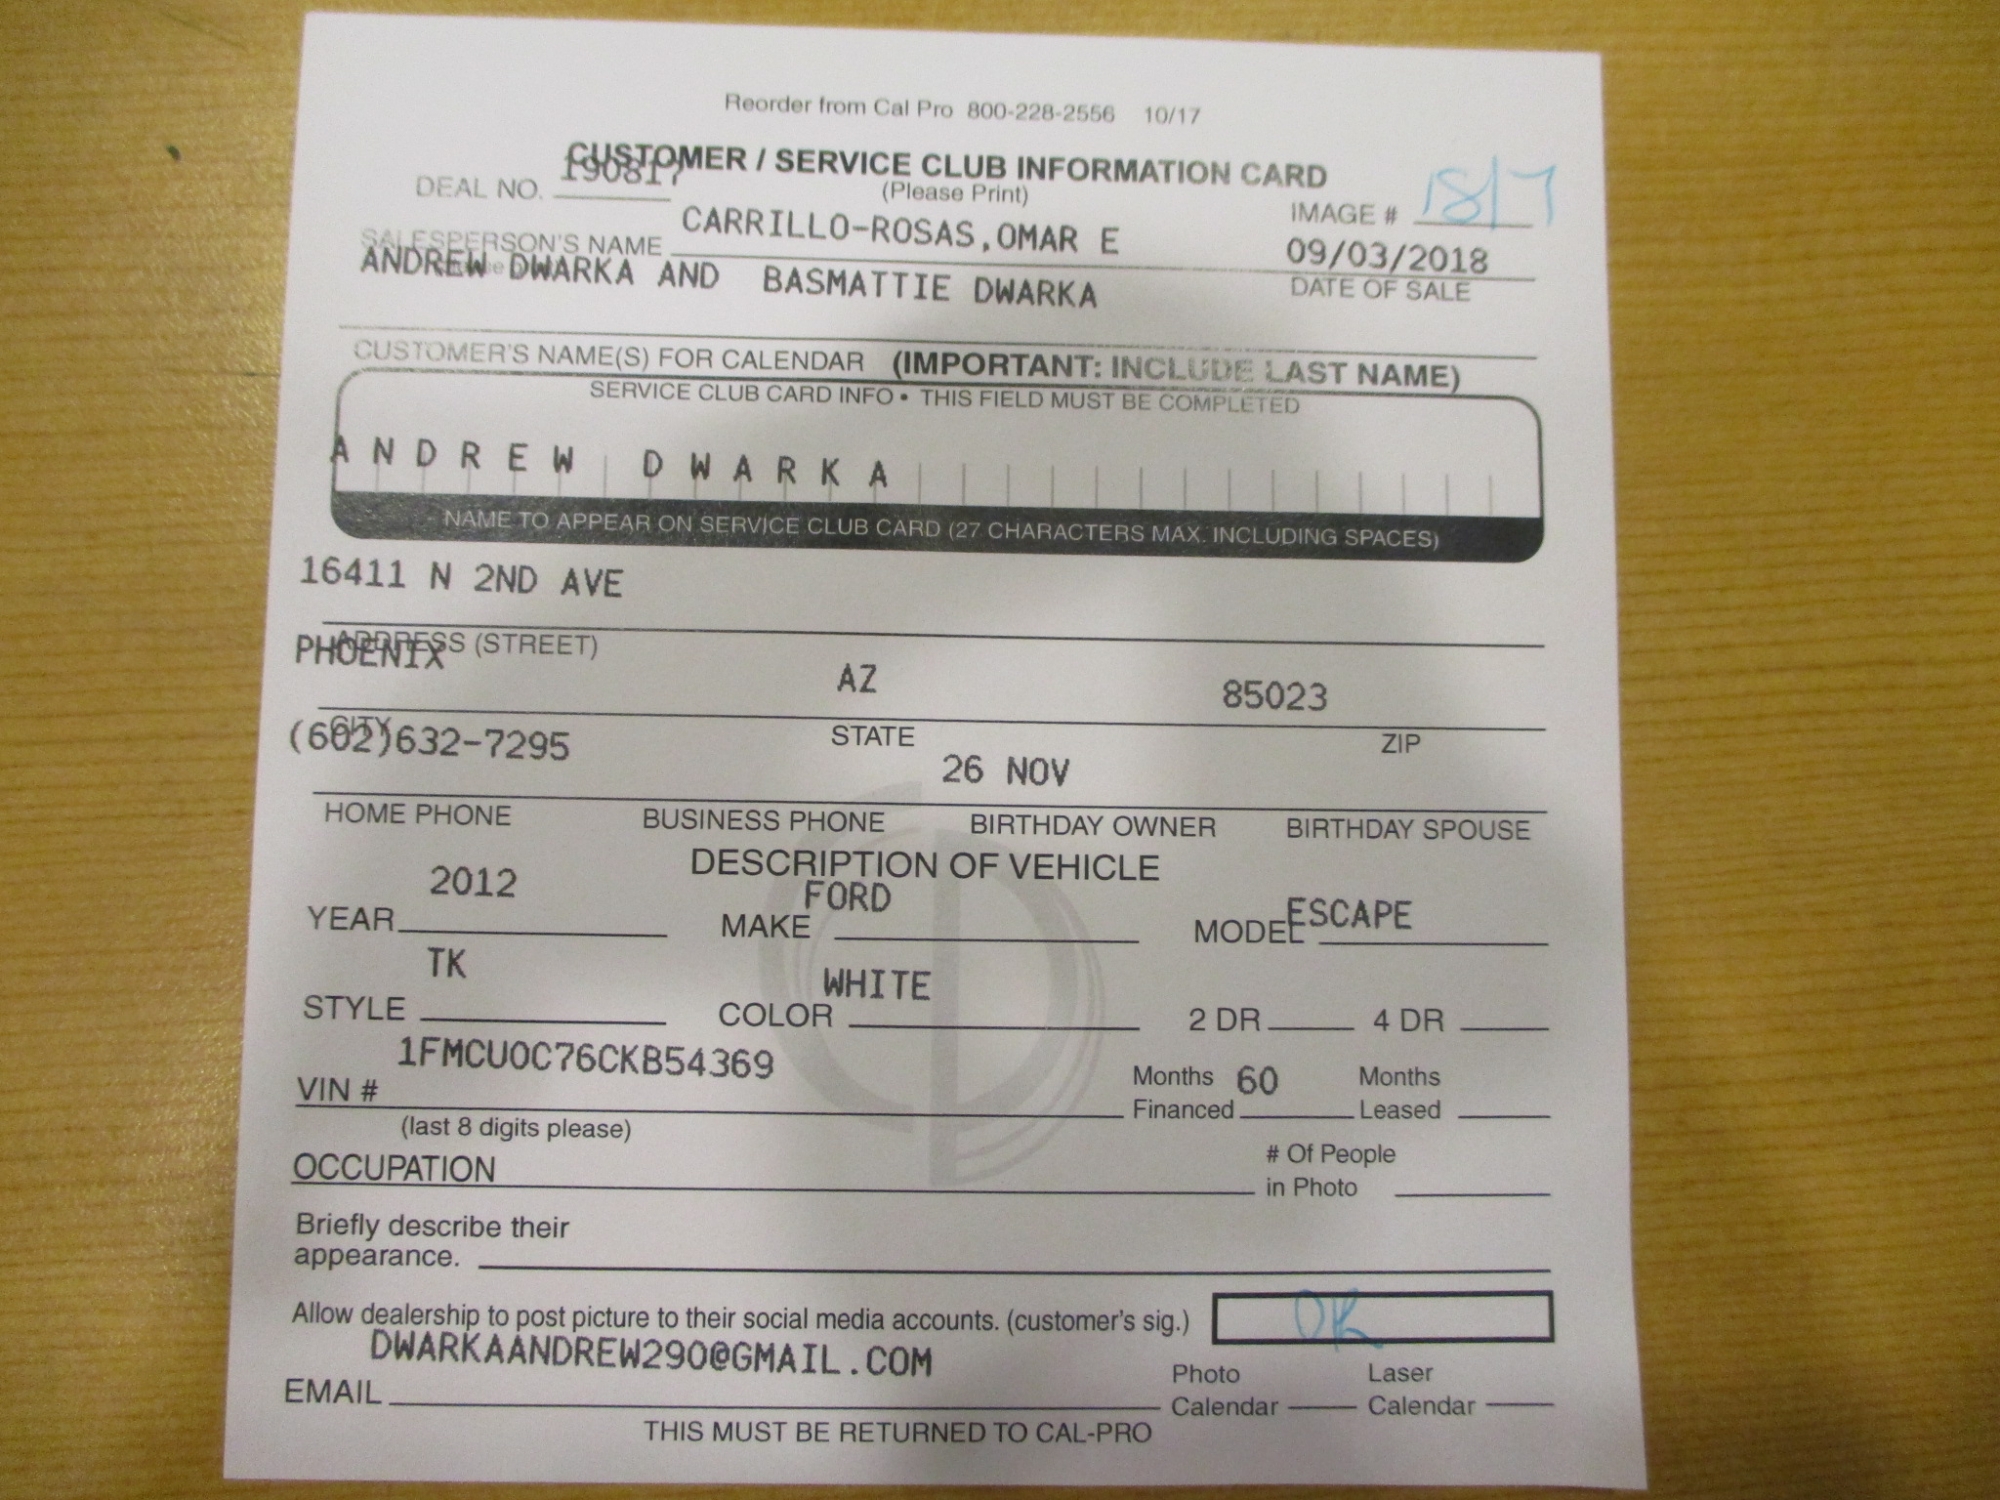 Reorder from Cal Pro 800-228-2556 10/17
CUSTOMER / SERVICE CLUB INFORMATION CARD
(Please Print)
DEAL NO. 190817
IMAGE # 18/7
SALESPERSON'S NAME CARRILLO-ROSAS,OMAR E
09/03/2018
DATE OF SALE
ANDREW DWARKA AND BASMATTIE DWARKA
CUSTOMER'S NAME(S) FOR CALENDAR (IMPORTANT: INCLUDE LAST NAME)
SERVICE CLUB CARD INFO • THIS FIELD MUST BE COMPLETED
ANDREW DWARKA
NAME TO APPEAR ON SERVICE CLUB CARD (27 CHARACTERS MAX. INCLUDING SPACES)
16411 N 2ND AVE
ADDRESS (STREET)
PHOENIX AZ 85023
CITY STATE ZIP
(602)632-7295 26 NOV
HOME PHONE BUSINESS PHONE BIRTHDAY OWNER BIRTHDAY SPOUSE
DESCRIPTION OF VEHICLE
YEAR 2012 MAKE FORD MODEL ESCAPE
STYLE TK COLOR WHITE 2 DR 4 DR
VIN # 1FMCU0C76CKB54369 Months Financed 60 Months Leased
(last 8 digits please)
OCCUPATION # Of People in Photo
Briefly describe their
appearance.
Allow dealership to post picture to their social media accounts. (customer's sig.) OK
DWARKAANDREW290@GMAIL.COM
EMAIL Photo Calendar Laser Calendar
THIS MUST BE RETURNED TO CAL-PRO